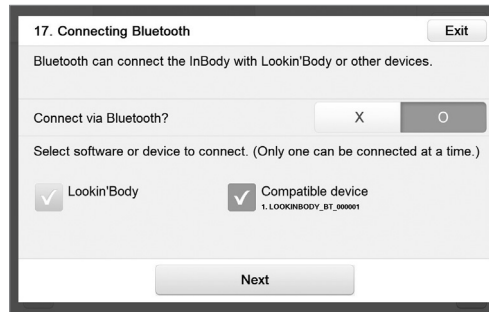 17. Connecting Bluetooth
Exit
Bluetooth can connect the InBody with Lookin'Body or other devices.
Connect via Bluetooth?
X
O
Select software or device to connect. (Only one can be connected at a time.)
Lookin'Body
Compatible device
1. LOOKINBODY_BT_000001
Next